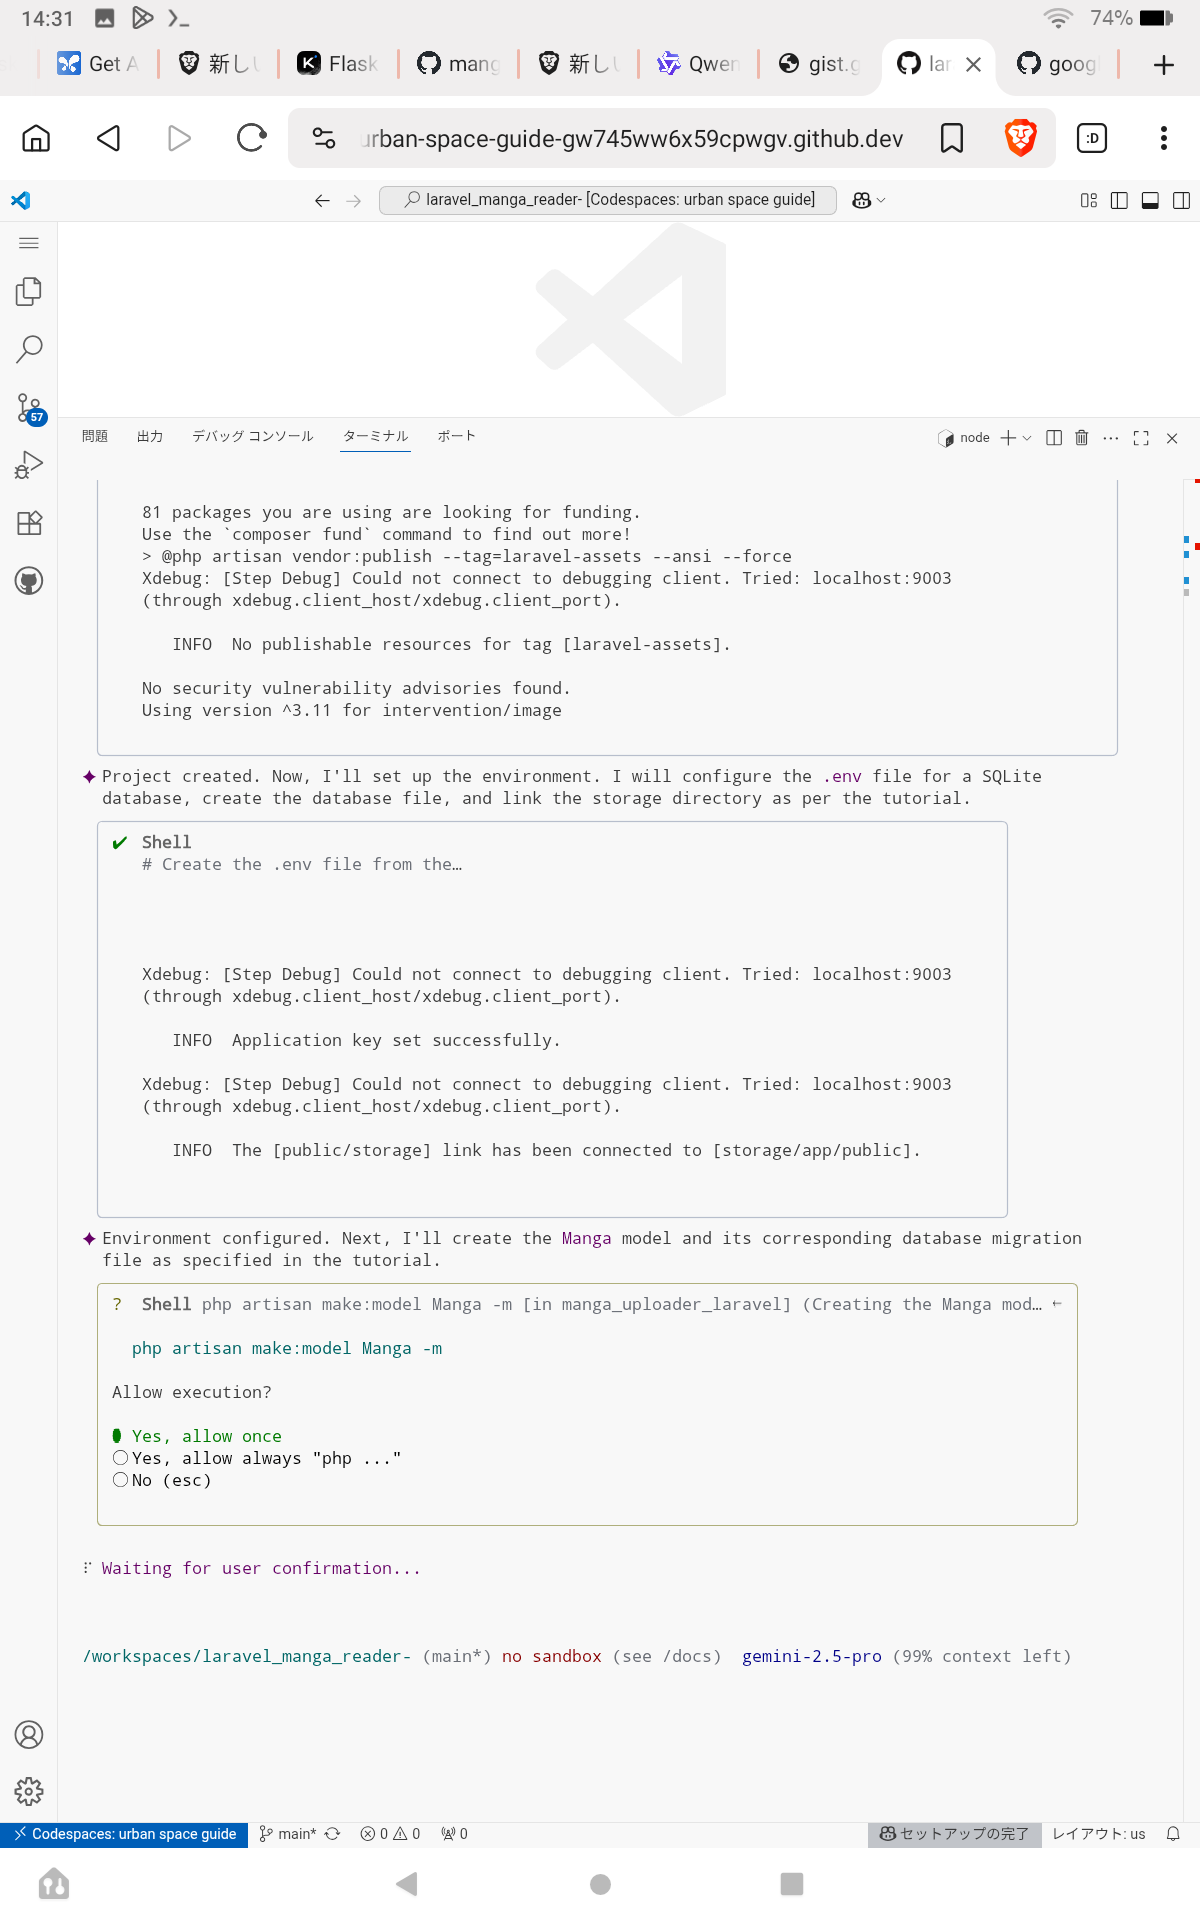 14:31
74%
Get A
新しい
Flask
mang
新しい
Qwen
gist.g
lar
goog
urban-space-guide-gw745ww6x59cpwgv.github.dev
:D
laravel_manga_reader- [Codespaces: urban space guide]
57
問題 出力 デバッグ コンソール ターミナル ポート
node
81 packages you are using are looking for funding.
Use the `composer fund` command to find out more!
> @php artisan vendor:publish --tag=laravel-assets --ansi --force
Xdebug: [Step Debug] Could not connect to debugging client. Tried: localhost:9003
(through xdebug.client_host/xdebug.client_port).
INFO  No publishable resources for tag [laravel-assets].
No security vulnerability advisories found.
Using version ^3.11 for intervention/image
Project created. Now, I'll set up the environment. I will configure the .env file for a SQLite
database, create the database file, and link the storage directory as per the tutorial.
✔ Shell
# Create the .env file from the…
Xdebug: [Step Debug] Could not connect to debugging client. Tried: localhost:9003
(through xdebug.client_host/xdebug.client_port).
INFO  Application key set successfully.
Xdebug: [Step Debug] Could not connect to debugging client. Tried: localhost:9003
(through xdebug.client_host/xdebug.client_port).
INFO  The [public/storage] link has been connected to [storage/app/public].
Environment configured. Next, I'll create the Manga model and its corresponding database migration
file as specified in the tutorial.
? Shell php artisan make:model Manga -m [in manga_uploader_laravel] (Creating the Manga mod… ←
php artisan make:model Manga -m
Allow execution?
Yes, allow once
Yes, allow always "php ..."
No (esc)
Waiting for user confirmation...
/workspaces/laravel_manga_reader- (main*) no sandbox (see /docs)  gemini-2.5-pro (99% context left)
Codespaces: urban space guide main* 0 0 0 セットアップの完了 レイアウト: us